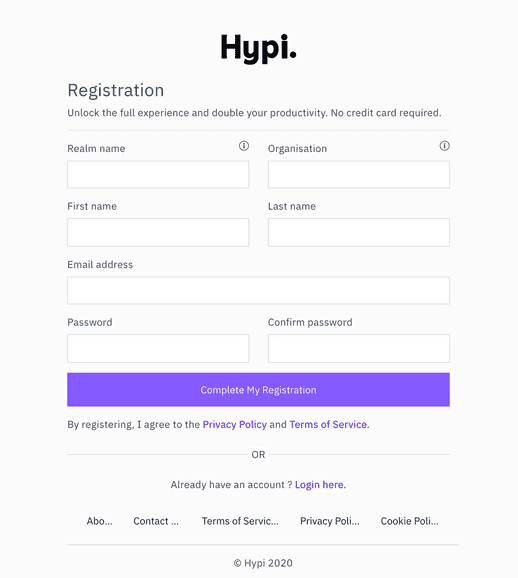 Hypi.
Registration
Unlock the full experience and double your productivity. No credit card required.
Realm name
Organisation
First name
Last name
Email address
Password
Confirm password
Complete My Registration
By registering, I agree to the Privacy Policy and Terms of Service.
OR
Already have an account ? Login here.
Abo... Contact ... Terms of Servic... Privacy Poli... Cookie Poli...
© Hypi 2020